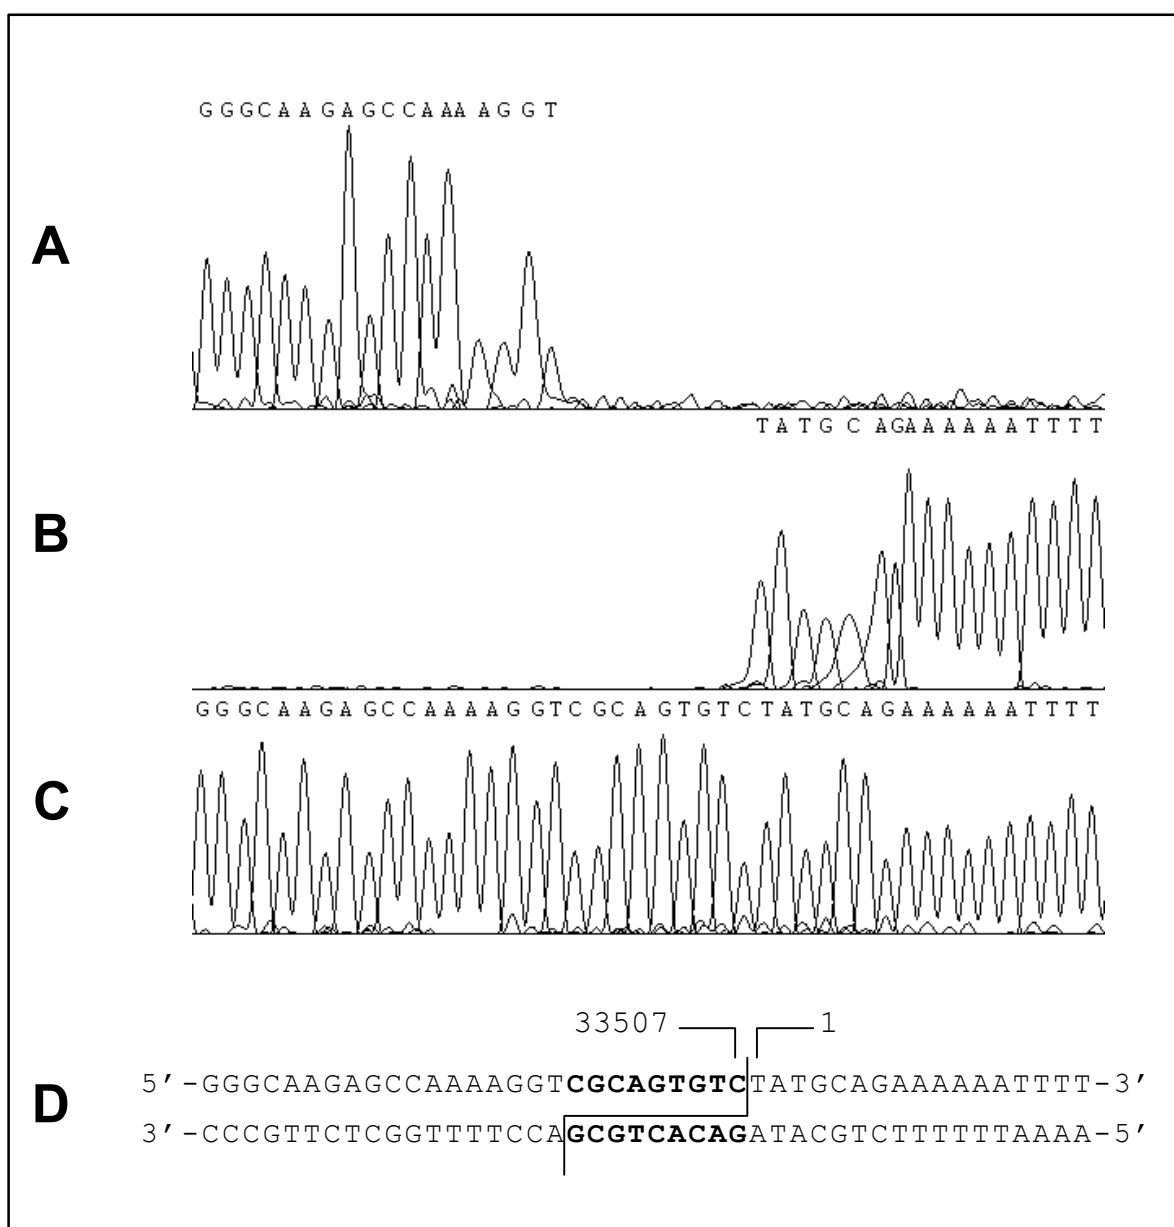 G G G C A A G A G C C A A A A G G T
A
T A T G C A G A A A A A A T T T T
B
G G G C A A G A G C C A A A A G G T C G C A G T G T C T A T G C A G A A A A A A T T T T
C
33507 1
5’-GGGCAAGAGCCAAAAGGTCGCAGTGTCTATGCAGAAAAAATTTT-3’
D
3’-CCCGTTCTCGGTTTTCCAGCGTCACAGATACGTCTTTTTTAAAA-5’